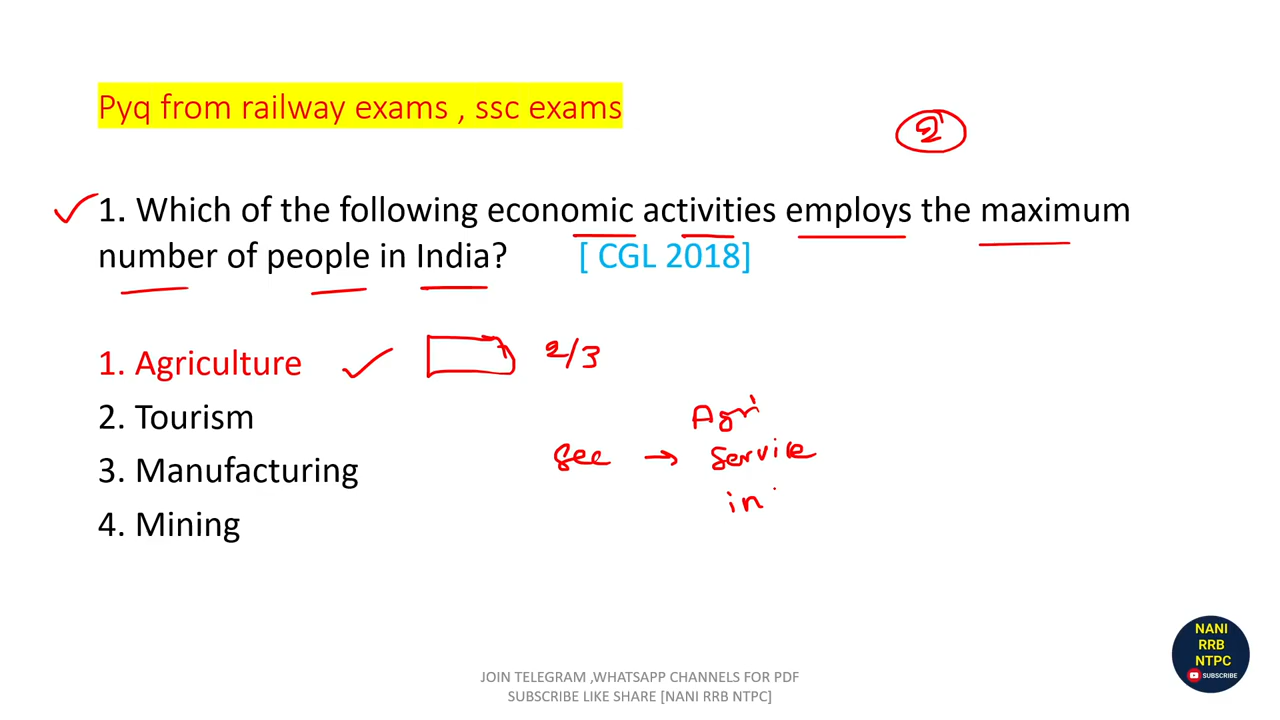 Pyq from railway exams , ssc exams
2
1. Which of the following economic activities employs the maximum
number of people in India? [ CGL 2018]
1. Agriculture 2/3
2. Tourism Agri
Sec → Service
3. Manufacturing
in
4. Mining
NANI
RRB
NTPC
SUBSCRIBE
JOIN TELEGRAM ,WHATSAPP CHANNELS FOR PDF
SUBSCRIBE LIKE SHARE [NANI RRB NTPC]